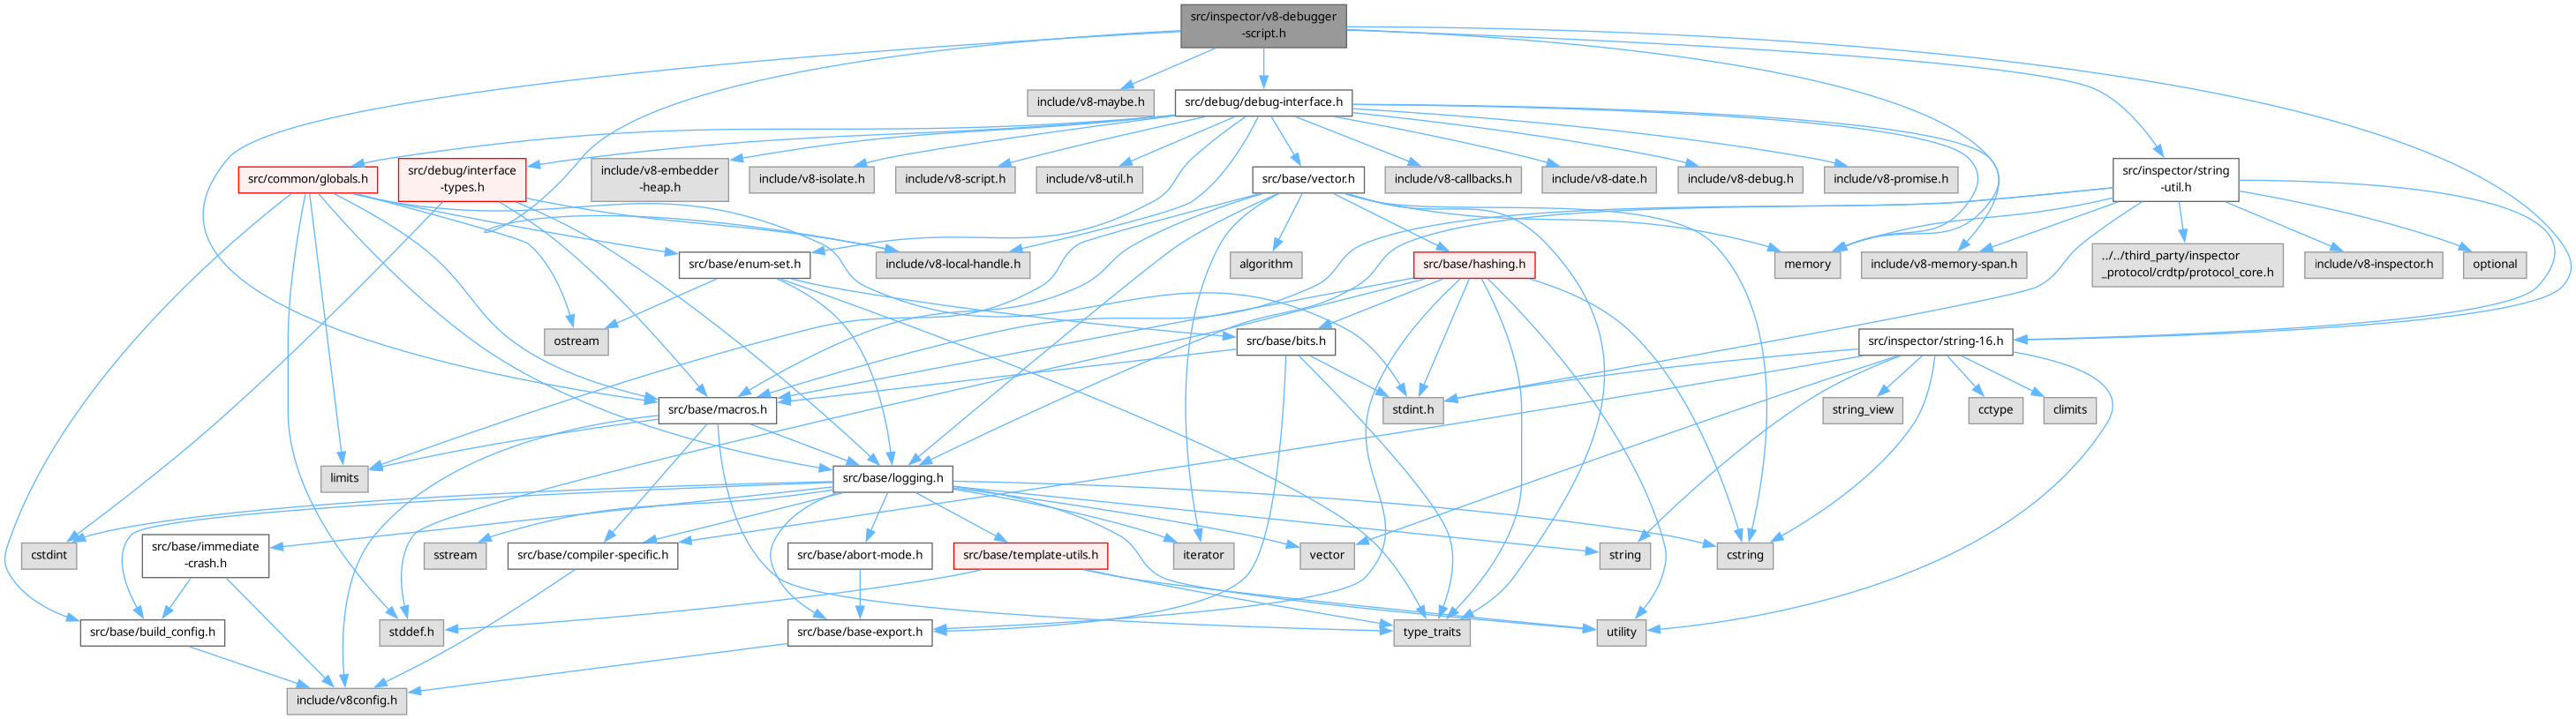 src/inspector/v8-debugger
-script.h
include/v8-maybe.h
src/debug/debug-interface.h
src/common/globals.h
src/debug/interface
-types.h
include/v8-embedder
-heap.h
include/v8-isolate.h
include/v8-script.h
include/v8-util.h
src/base/vector.h
include/v8-callbacks.h
include/v8-date.h
include/v8-debug.h
include/v8-promise.h
src/inspector/string
-util.h
src/base/enum-set.h
include/v8-local-handle.h
algorithm
src/base/hashing.h
memory
include/v8-memory-span.h
../../third_party/inspector
_protocol/crdtp/protocol_core.h
include/v8-inspector.h
optional
ostream
src/base/bits.h
src/inspector/string-16.h
src/base/macros.h
stdint.h
string_view
cctype
climits
limits
src/base/logging.h
cstdint
src/base/immediate
-crash.h
sstream
src/base/compiler-specific.h
src/base/abort-mode.h
src/base/template-utils.h
iterator
vector
string
cstring
src/base/build_config.h
stddef.h
src/base/base-export.h
type_traits
utility
include/v8config.h